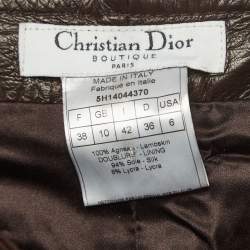 Christian Dior
BOUTIQUE
PARIS
MADE IN ITALY
Fabriqué en Italie
5H14044370
F GB I D USA
38 10 42 36 6
100% Agneau - Lambskin
DOUBLURE - LINING
94% Soie - Silk
6% Lycra - Lycra